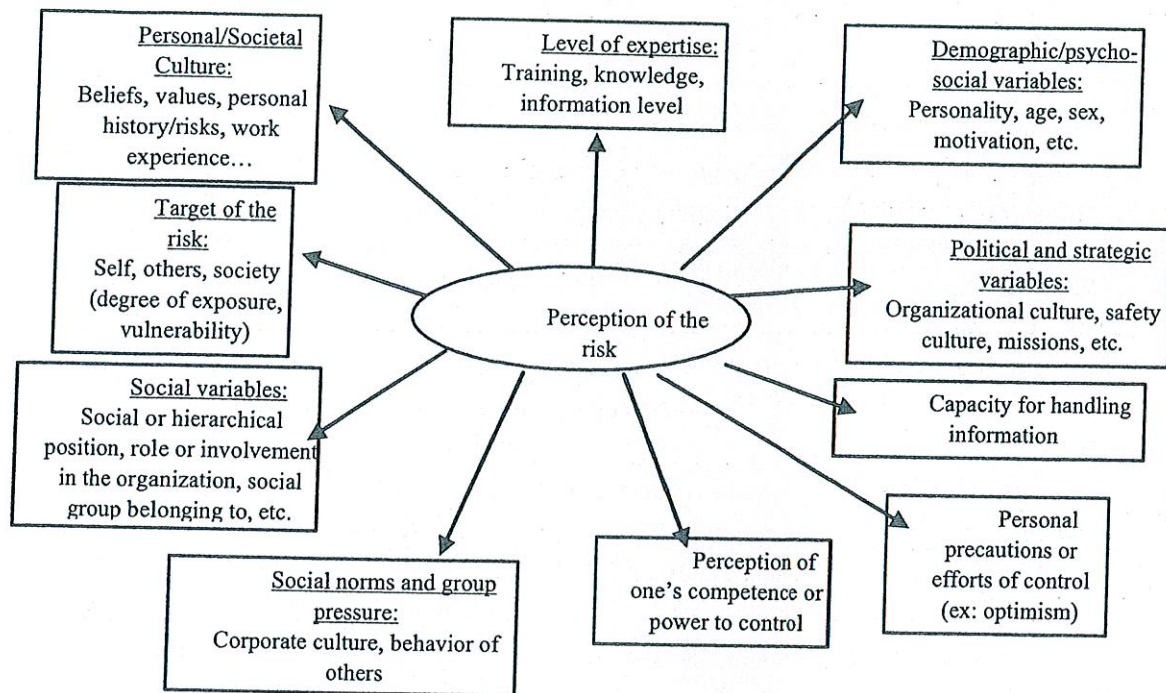 Personal/Societal
Culture:
Beliefs, values, personal
history/risks, work
experience…
Level of expertise:
Training, knowledge,
information level
Demographic/psycho-
social variables:
Personality, age, sex,
motivation, etc.
Target of the
risk:
Self, others, society
(degree of exposure,
vulnerability)
Perception of the
risk
Political and strategic
variables:
Organizational culture, safety
culture, missions, etc.
Social variables:
Social or hierarchical
position, role or involvement
in the organization, social
group belonging to, etc.
Capacity for handling
information
Social norms and group
pressure:
Corporate culture, behavior of
others
Perception of
one's competence or
power to control
Personal
precautions or
efforts of control
(ex: optimism)